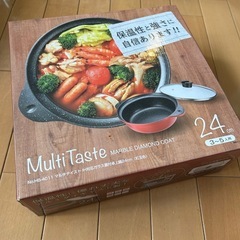 保温性と強さに
自信あります!!
MultiTaste
MARBLE DIAMOND COAT
24cm
3〜5人用